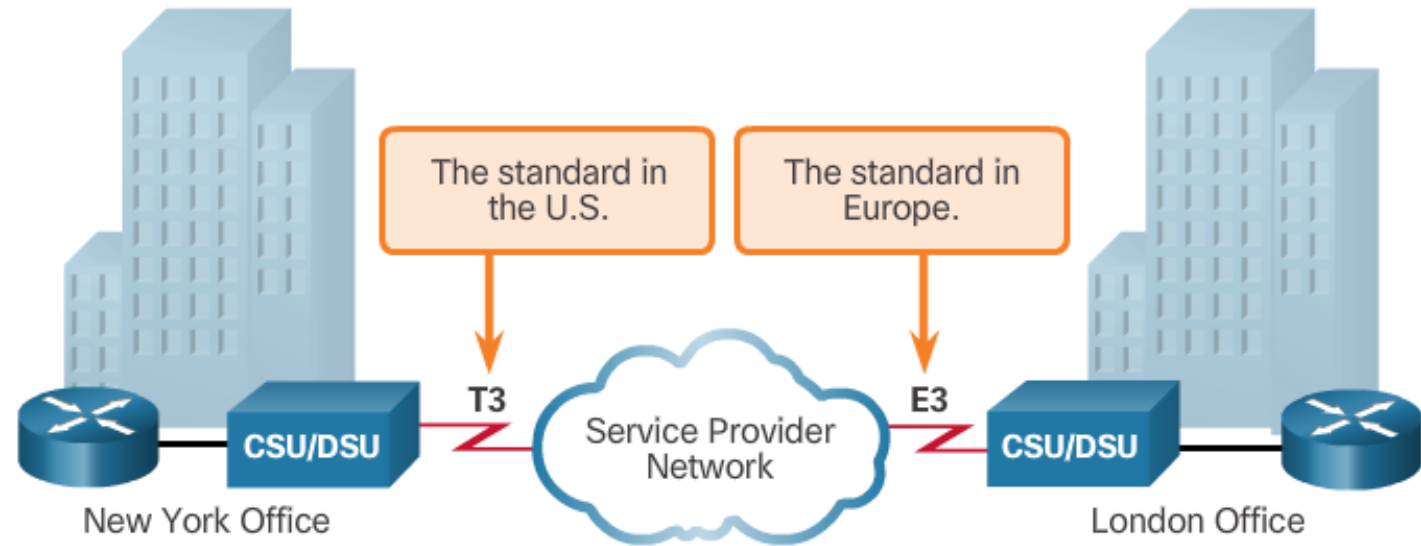 The standard in
the U.S.
The standard in
Europe.
T3
E3
CSU/DSU
Service Provider
Network
CSU/DSU
New York Office
London Office